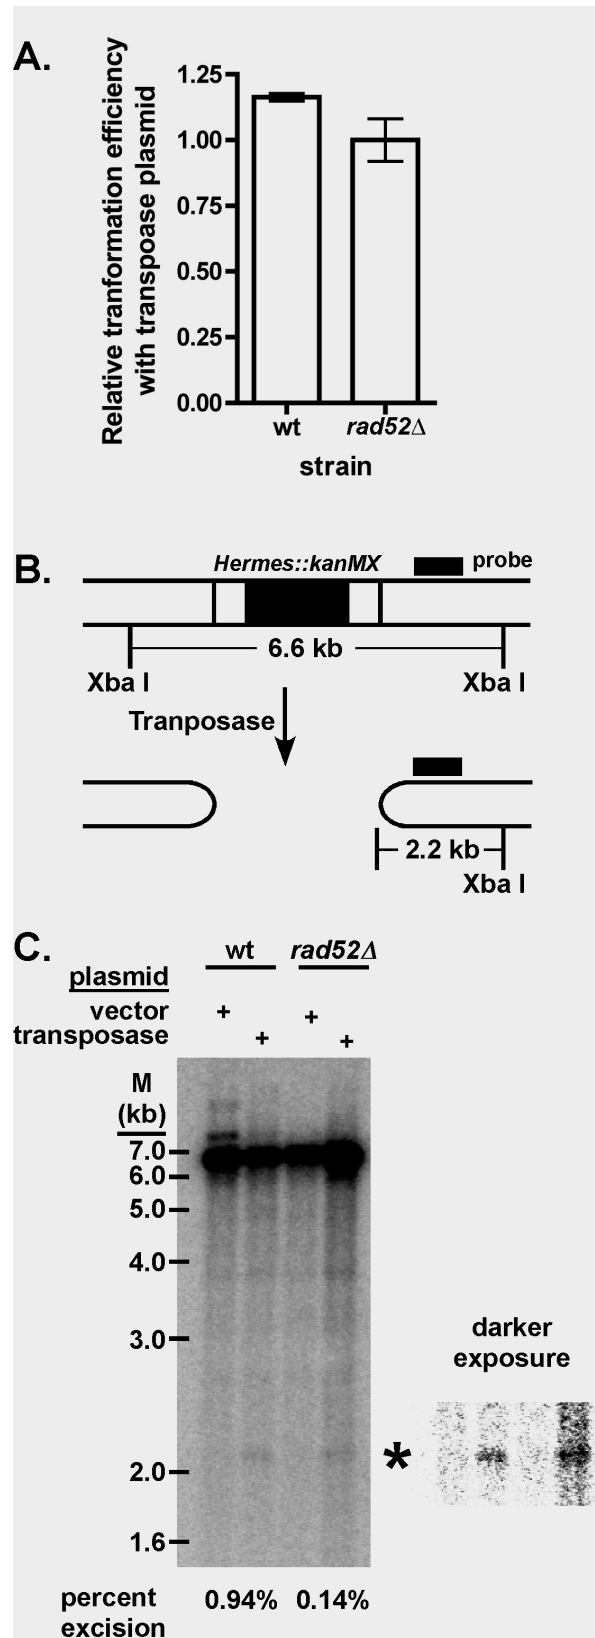 A.
Relative tranformation efficiency
with transpoase plasmid
1.25
1.00
0.75
0.50
0.25
0.00
wt
rad52Δ
strain
B.
Hermes::kanMX
probe
6.6 kb
Xba I
Xba I
Tranposase
2.2 kb
Xba I
C.
wt
rad52Δ
plasmid
vector + +
transposase + +
M
(kb)
7.0
6.0
5.0
4.0
3.0
2.0
1.6
darker
exposure
*
percent
excision
0.94% 0.14%